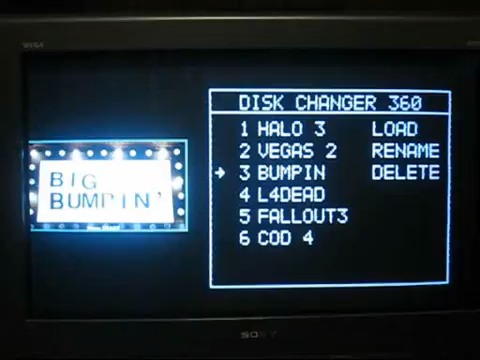 WEGA
DISK CHANGER 360
1 HALO 3 LOAD
2 VEGAS 2 RENAME
3 BUMPIN DELETE
4 L4DEAD
5 FALLOUT3
6 COD 4
BIG
BUMPIN'
SONY